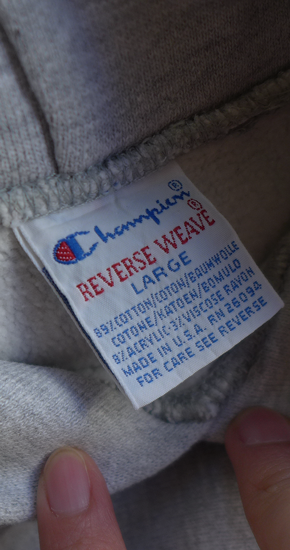 Champion®
REVERSE WEAVE®
LARGE
89%COTTON/COTON/BAUMWOLLE
COTONE/KATOEN/BOMULD
8%ACRYLIC-3%VISCOSE RAYON
MADE IN U.S.A. RN 26094
FOR CARE SEE REVERSE